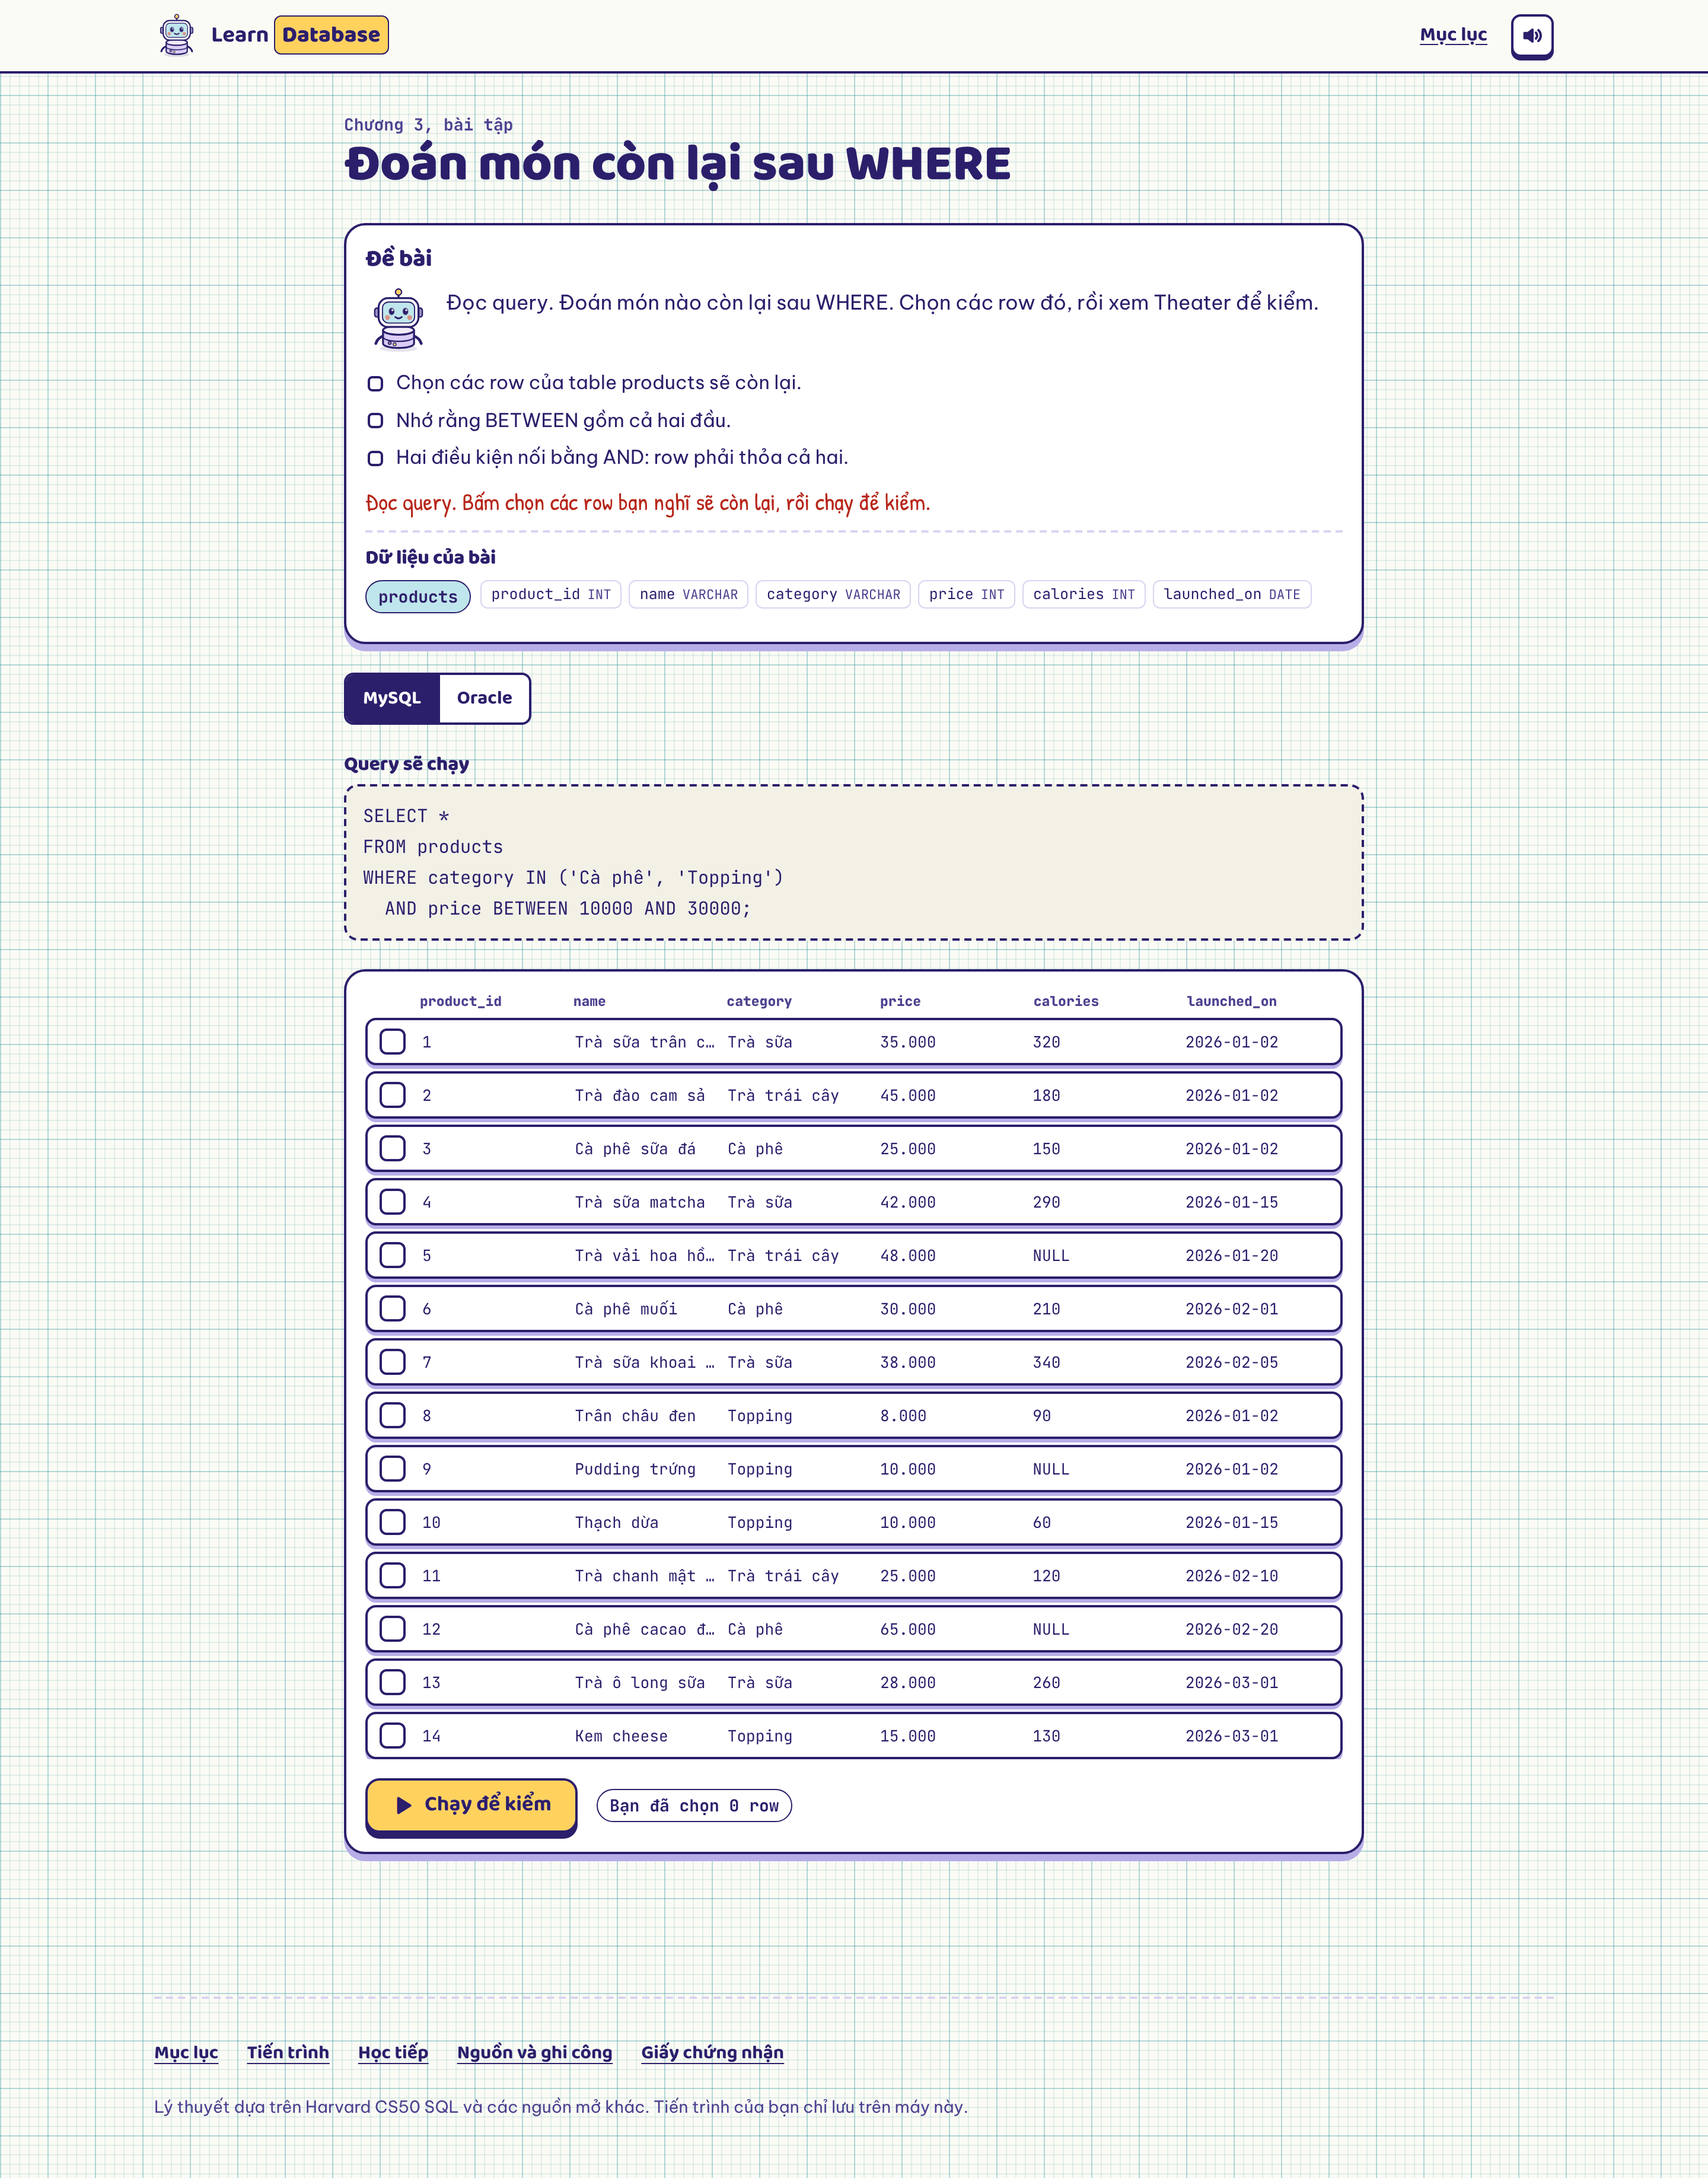 Learn Database
Mục lục
Chương 3, bài tập
Đoán món còn lại sau WHERE
Đề bài
Đọc query. Đoán món nào còn lại sau WHERE. Chọn các row đó, rồi xem Theater để kiểm.
Chọn các row của table products sẽ còn lại.
Nhớ rằng BETWEEN gồm cả hai đầu.
Hai điều kiện nối bằng AND: row phải thỏa cả hai.
Đọc query. Bấm chọn các row bạn nghĩ sẽ còn lại, rồi chạy để kiểm.
Dữ liệu của bài
products product_id INT name VARCHAR category VARCHAR price INT calories INT launched_on DATE
MySQL Oracle
Query sẽ chạy
SELECT *
FROM products
WHERE category IN ('Cà phê', 'Topping')
AND price BETWEEN 10000 AND 30000;
product_id name category price calories launched_on
1 Trà sữa trân c… Trà sữa 35.000 320 2026-01-02
2 Trà đào cam sả Trà trái cây 45.000 180 2026-01-02
3 Cà phê sữa đá Cà phê 25.000 150 2026-01-02
4 Trà sữa matcha Trà sữa 42.000 290 2026-01-15
5 Trà vải hoa hồ… Trà trái cây 48.000 NULL 2026-01-20
6 Cà phê muối Cà phê 30.000 210 2026-02-01
7 Trà sữa khoai … Trà sữa 38.000 340 2026-02-05
8 Trân châu đen Topping 8.000 90 2026-01-02
9 Pudding trứng Topping 10.000 NULL 2026-01-02
10 Thạch dừa Topping 10.000 60 2026-01-15
11 Trà chanh mật … Trà trái cây 25.000 120 2026-02-10
12 Cà phê cacao đ… Cà phê 65.000 NULL 2026-02-20
13 Trà ô long sữa Trà sữa 28.000 260 2026-03-01
14 Kem cheese Topping 15.000 130 2026-03-01
Chạy để kiểm Bạn đã chọn 0 row
Mục lục Tiến trình Học tiếp Nguồn và ghi công Giấy chứng nhận
Lý thuyết dựa trên Harvard CS50 SQL và các nguồn mở khác. Tiến trình của bạn chỉ lưu trên máy này.